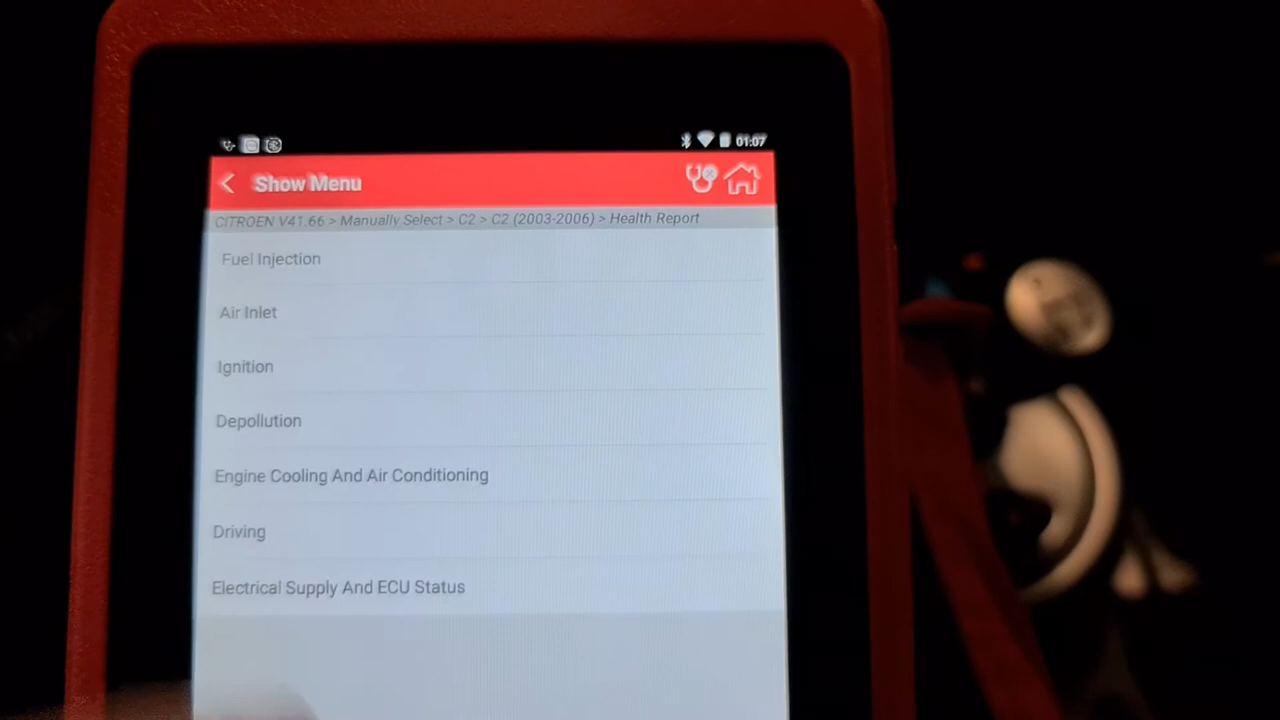 01:07
Show Menu
CITROEN V41.66 > Manually Select > C2 > C2 (2003-2006) > Health Report
Fuel Injection
Air Inlet
Ignition
Depollution
Engine Cooling And Air Conditioning
Driving
Electrical Supply And ECU Status